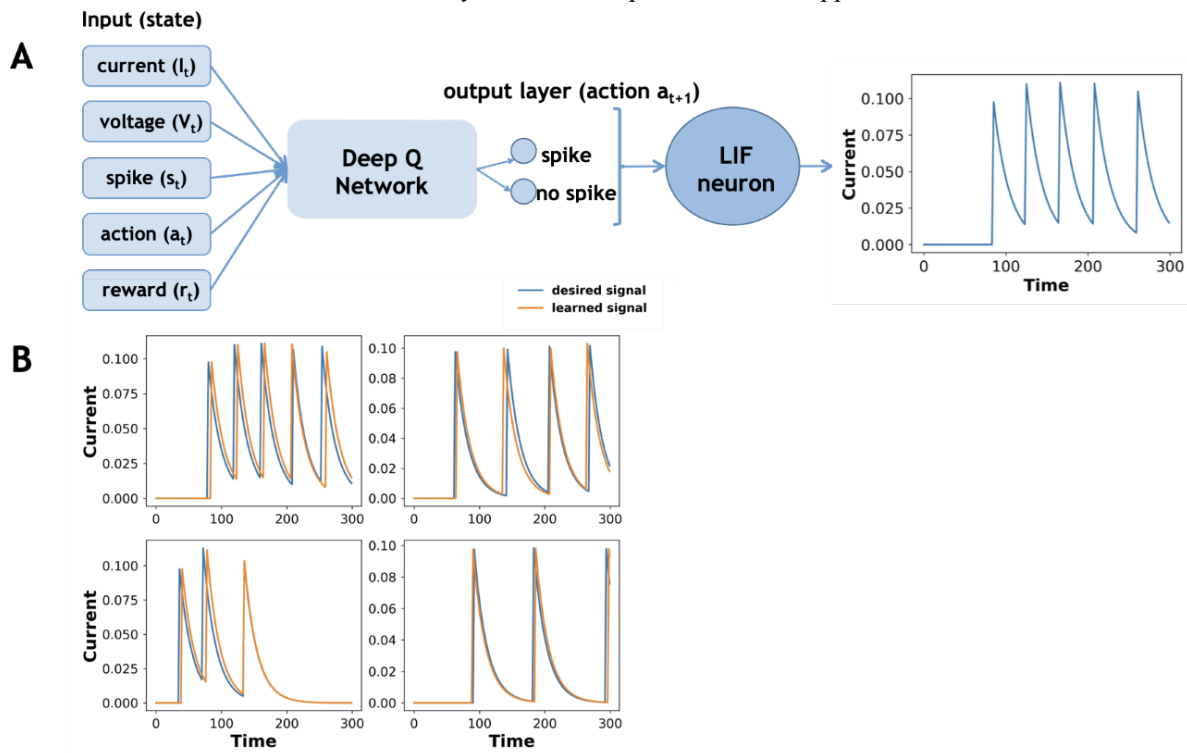 Input (state)
A
current (It)
voltage (Vt)
spike (st)
action (at)
reward (rt)
Deep Q
Network
output layer (action at+1)
spike
no spike
LIF
neuron
Current
0.100
0.075
0.050
0.025
0.000
0 100 200 300
Time
desired signal
learned signal
B
Current
0.100
0.075
0.050
0.025
0.000
0 100 200 300
0.10
0.08
0.06
0.04
0.02
0.00
0 100 200 300
Current
0.100
0.075
0.050
0.025
0.000
0 100 200 300
Time
0.10
0.08
0.06
0.04
0.02
0.00
0 100 200 300
Time